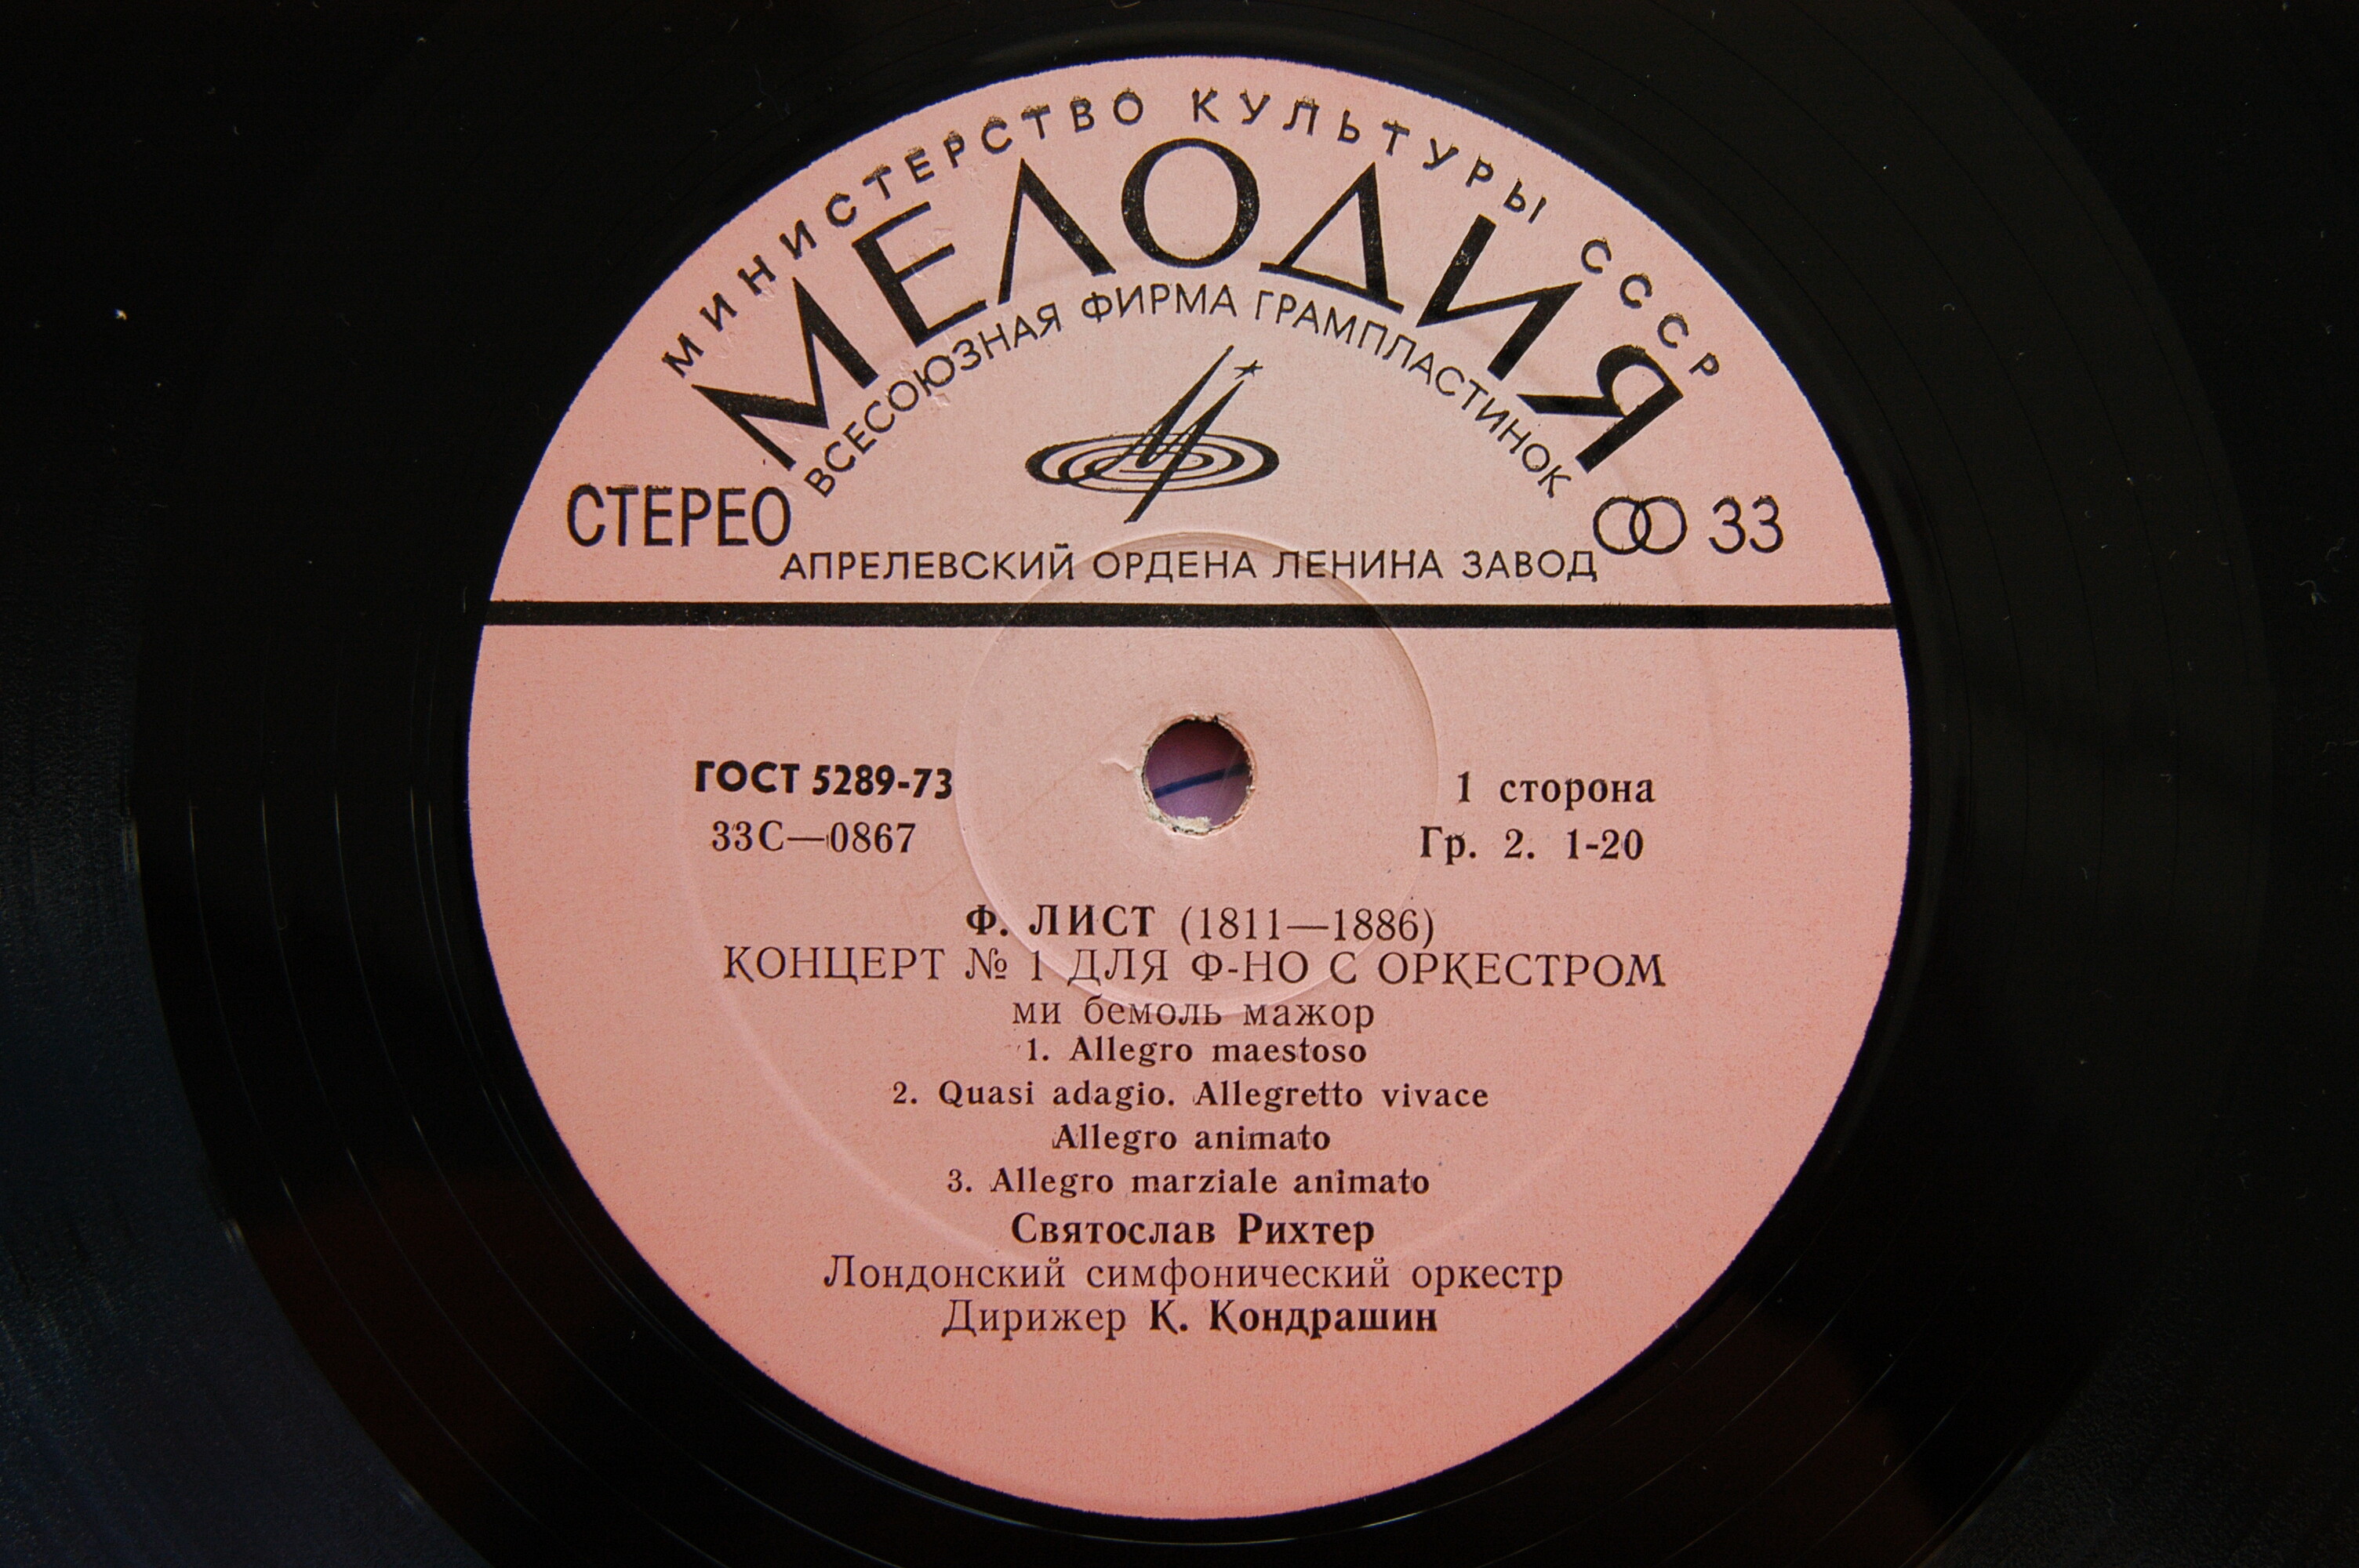 МИНИСТЕРСТВО КУЛЬТУРЫ СССР
МЕЛОДИЯ
ВСЕСОЮЗНАЯ ФИРМА ГРАМПЛАСТИНОК
СТЕРЕО
33
АПРЕЛЕВСКИЙ ОРДЕНА ЛЕНИНА ЗАВОД
ГОСТ 5289-73
1 сторона
33С—0867
Гр. 2. 1-20
Ф. ЛИСТ (1811—1886)
КОНЦЕРТ № 1 ДЛЯ Ф-НО С ОРКЕСТРОМ
ми бемоль мажор
1. Allegro maestoso
2. Quasi adagio. Allegretto vivace
Allegro animato
3. Allegro marziale animato
Святослав Рихтер
Лондонский симфонический оркестр
Дирижер К. Кондрашин